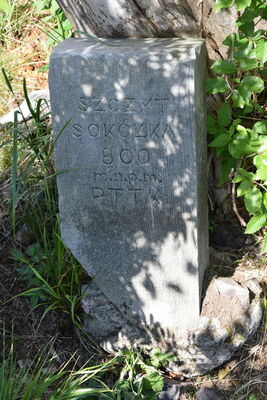 SZCZYT
SOKÓŁKA
800
m.n.p.m.
PTTK